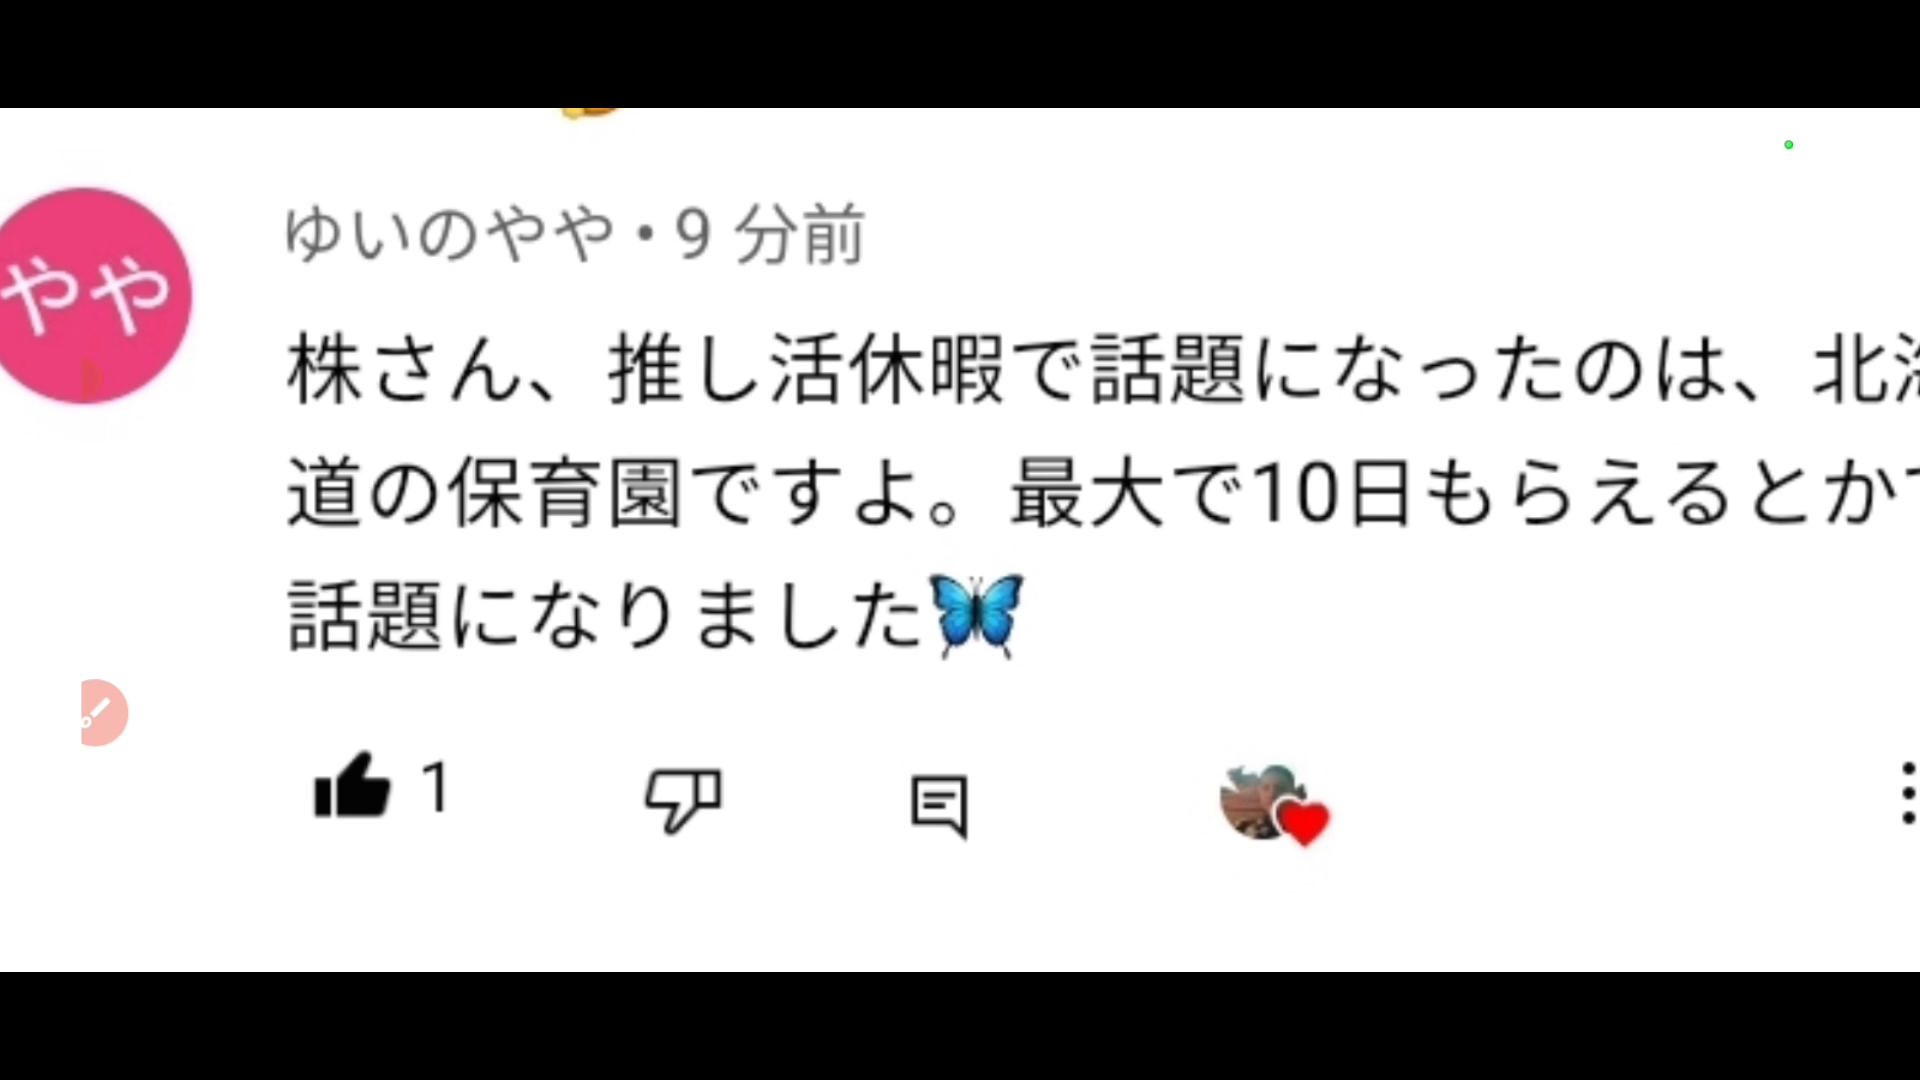 やや
ゆいのやや・9 分前
株さん、推し活休暇で話題になったのは、北海
道の保育園ですよ。最大で10日もらえるとかで
話題になりました🦋
1